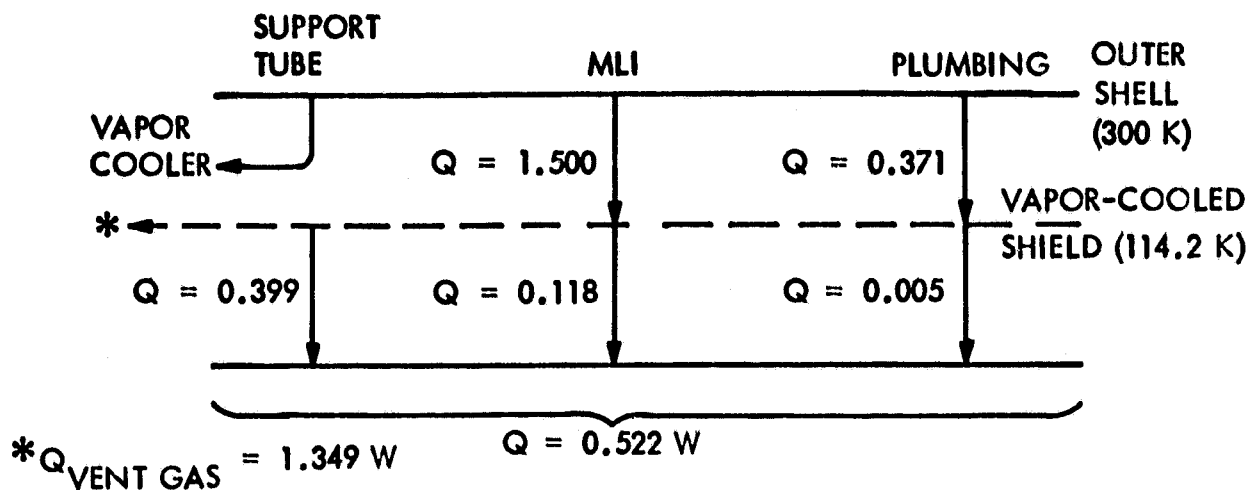 SUPPORT
TUBE
MLI
PLUMBING
OUTER
SHELL
(300 K)
VAPOR
COOLER
Q = 1.500
Q = 0.371
*
VAPOR-COOLED
SHIELD (114.2 K)
Q = 0.399
Q = 0.118
Q = 0.005
Q = 0.522 W
*Q VENT GAS = 1.349 W